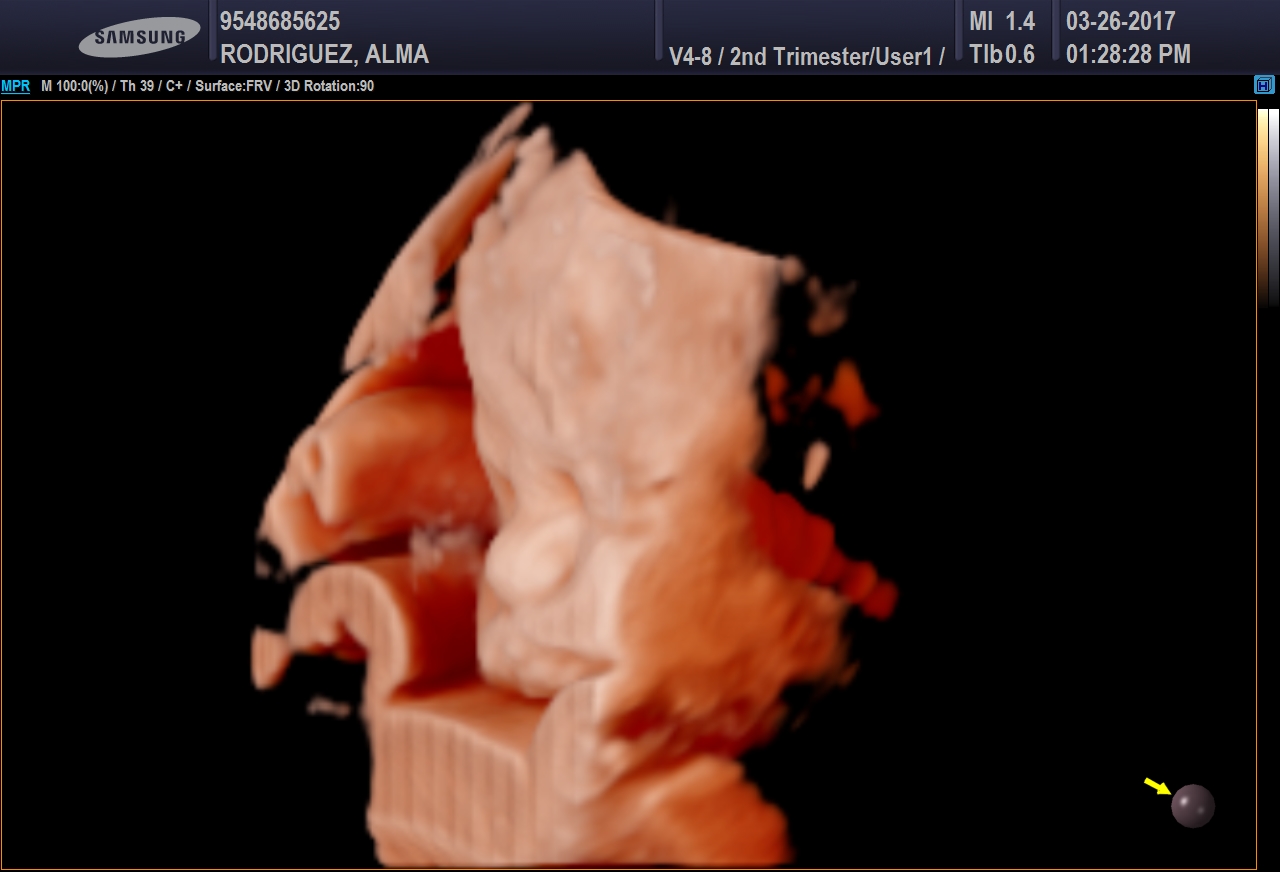 SAMSUNG
9548685625
RODRIGUEZ, ALMA
V4-8 / 2nd Trimester/User1 /
MI 1.4
TIb 0.6
03-26-2017
01:28:28 PM
MPR M 100:0(%) / Th 39 / C+ / Surface:FRV / 3D Rotation:90